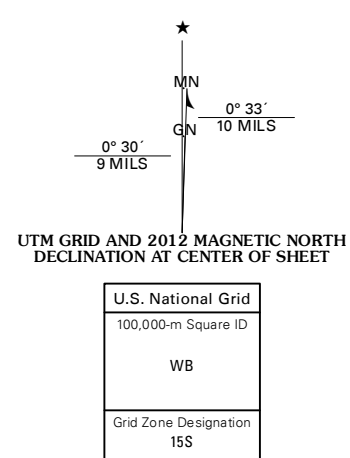 ★
MN
0° 33´
10 MILS
GN
0° 30´
9 MILS
UTM GRID AND 2012 MAGNETIC NORTH
DECLINATION AT CENTER OF SHEET
U.S. National Grid
100,000-m Square ID
WB
Grid Zone Designation
15S